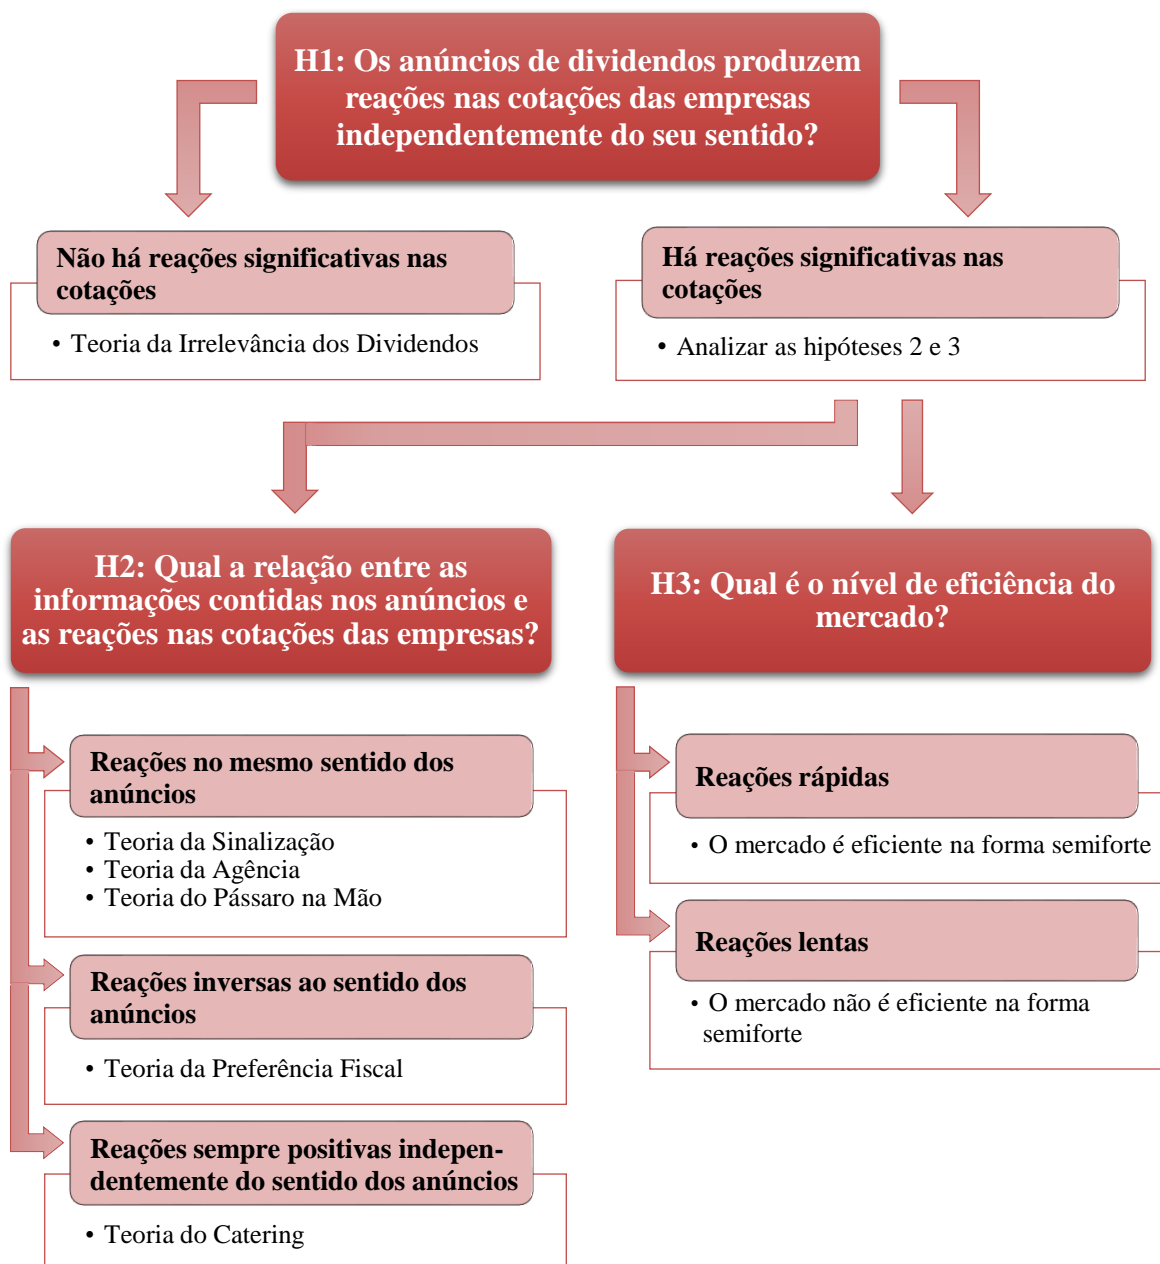 H1: Os anúncios de dividendos produzem
reações nas cotações das empresas
independentemente do seu sentido?
Não há reações significativas nas
cotações
• Teoria da Irrelevância dos Dividendos
Há reações significativas nas
cotações
• Analizar as hipóteses 2 e 3
H2: Qual a relação entre as
informações contidas nos anúncios e
as reações nas cotações das empresas?
Reações no mesmo sentido dos
anúncios
• Teoria da Sinalização
• Teoria da Agência
• Teoria do Pássaro na Mão
Reações inversas ao sentido dos
anúncios
• Teoria da Preferência Fiscal
Reações sempre positivas indepen-
dentemente do sentido dos anúncios
• Teoria do Catering
H3: Qual é o nível de eficiência do
mercado?
Reações rápidas
• O mercado é eficiente na forma semiforte
Reações lentas
• O mercado não é eficiente na forma
semiforte